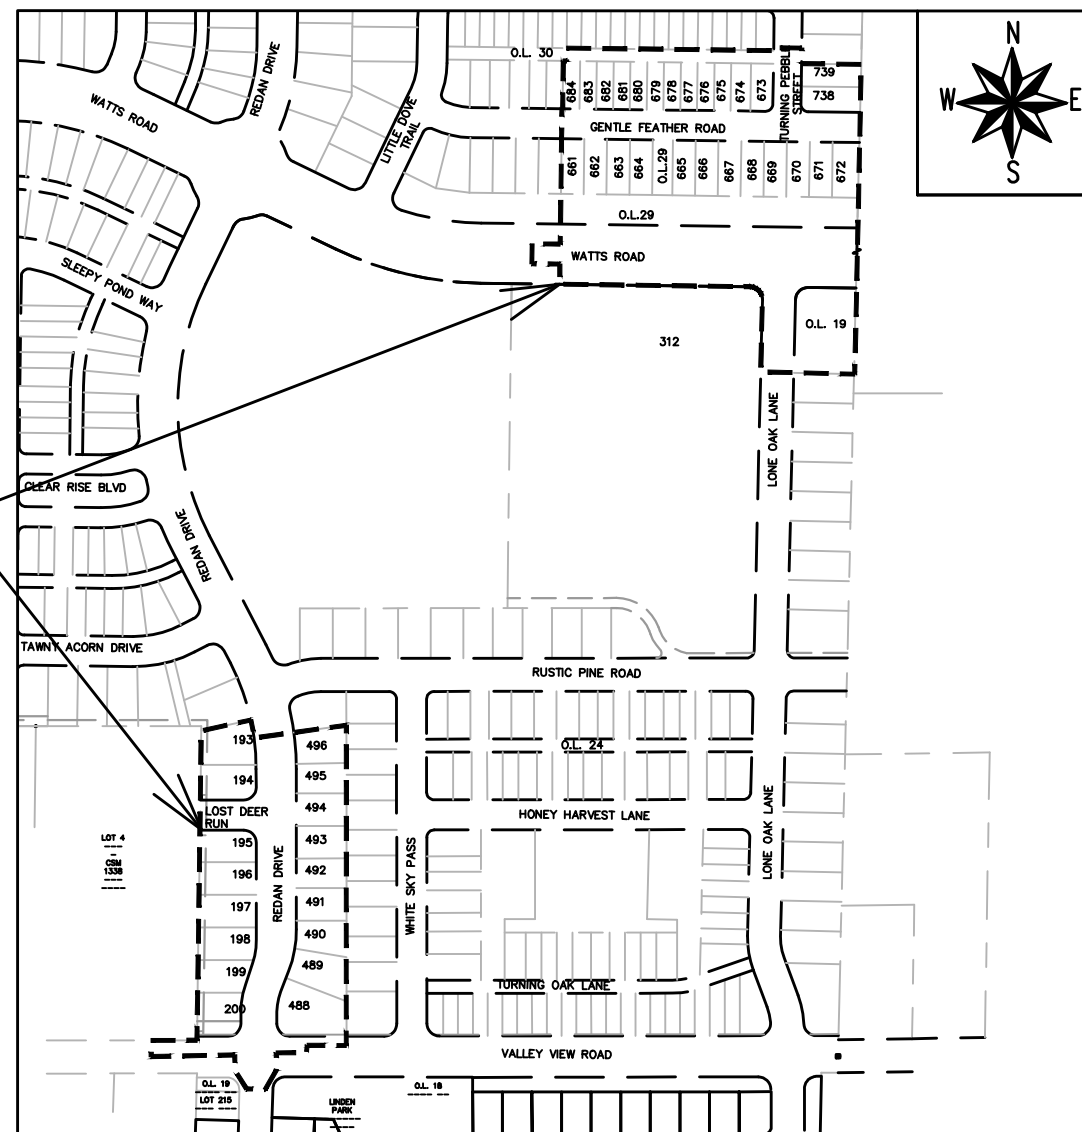 N
W
E
S
O.L. 30
REDAN DRIVE
WATTS ROAD
LITTLE DOVE
TRAIL
684
683
682
681
680
679
678
677
676
675
674
673
TURNING PEBBL
STREET
739
738
GENTLE FEATHER ROAD
661
662
663
664
O.L.29
665
666
667
668
669
670
671
672
O.L.29
WATTS ROAD
SLEEPY POND WAY
O.L. 19
312
LONE OAK LANE
CLEAR RISE BLVD
REDAN DRIVE
TAWNY ACORN DRIVE
RUSTIC PINE ROAD
193
496
O.L. 24
194
495
LOST DEER
RUN
494
HONEY HARVEST LANE
LONE OAK LANE
LOT 4
CSM
1338
195
493
196
492
WHITE SKY PASS
REDAN DRIVE
197
491
198
490
199
489
TURNING OAK LANE
200
488
VALLEY VIEW ROAD
O.L. 19
LOT 215
O.L. 18
LINDEN
PARK